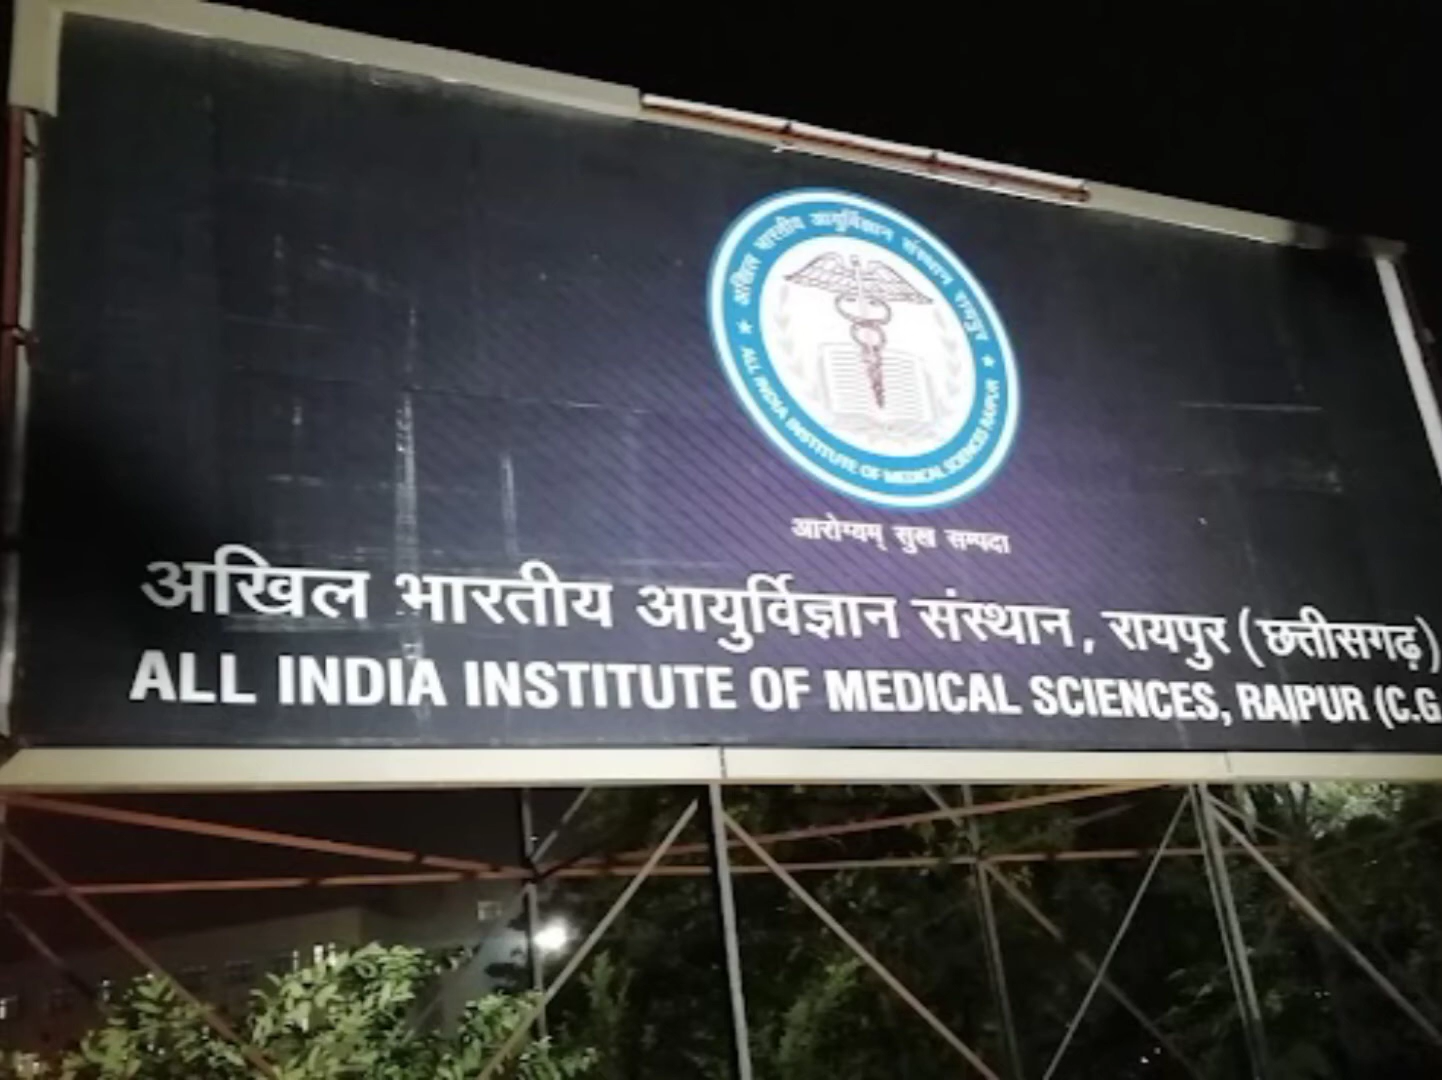 अखिल भारतीय आयुर्विज्ञान संस्थान रायपुर
ALL INDIA INSTITUTE OF MEDICAL SCIENCES RAIPUR
आरोग्यम् सुख सम्पदा
अखिल भारतीय आयुर्विज्ञान संस्थान, रायपुर (छत्तीसगढ़)
ALL INDIA INSTITUTE OF MEDICAL SCIENCES, RAIPUR (C.G.